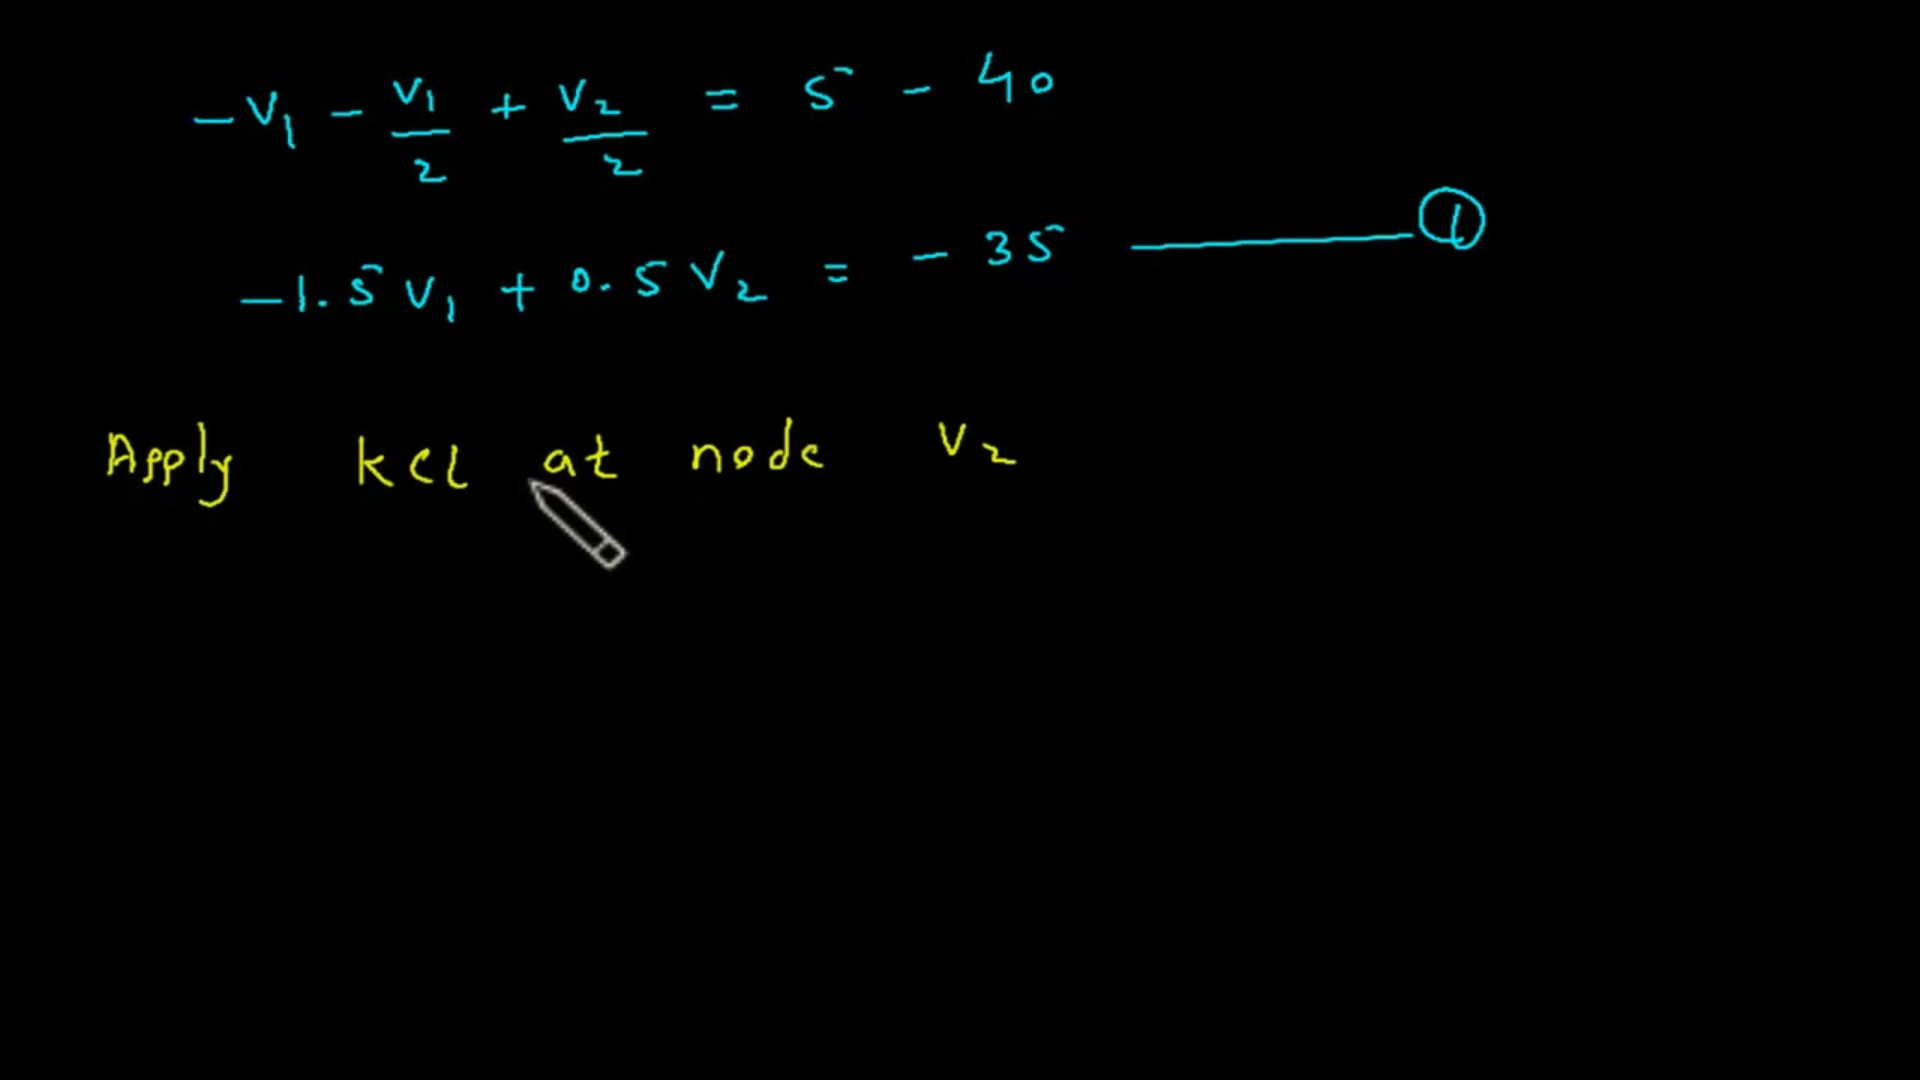 -V₁ - V₁/2 + V₂/2 = 5 - 40
-1.5 V₁ + 0.5 V₂ = - 35 ——— ①
Apply kcl at node V₂